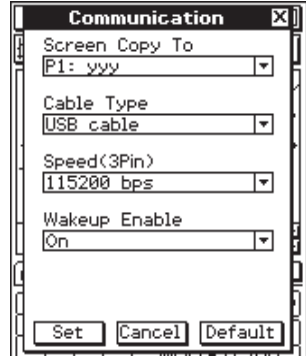 Communication
Screen Copy To
P1: yyy
Cable Type
USB cable
Speed(3Pin)
115200 bps
Wakeup Enable
On
Set Cancel Default